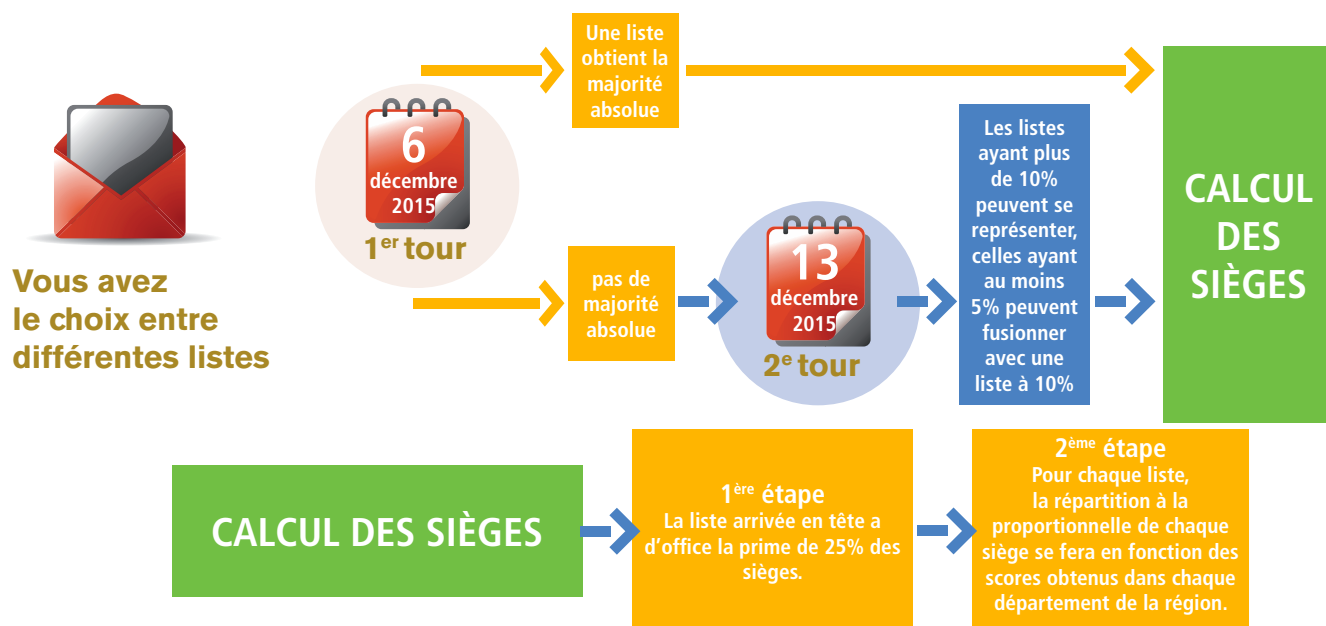 Vous avez
le choix entre
différentes listes
6
décembre
2015
1er tour
Une liste
obtient la
majorité
absolue
pas de
majorité
absolue
13
décembre
2015
2e tour
Les listes
ayant plus
de 10%
peuvent se
représenter,
celles ayant
au moins
5% peuvent
fusionner
avec une
liste à 10%
CALCUL
DES
SIÈGES
CALCUL DES SIÈGES
1ère étape
La liste arrivée en tête a
d’office la prime de 25% des
sièges.
2ème étape
Pour chaque liste,
la répartition à la
proportionnelle de chaque
siège se fera en fonction des
scores obtenus dans chaque
département de la région.